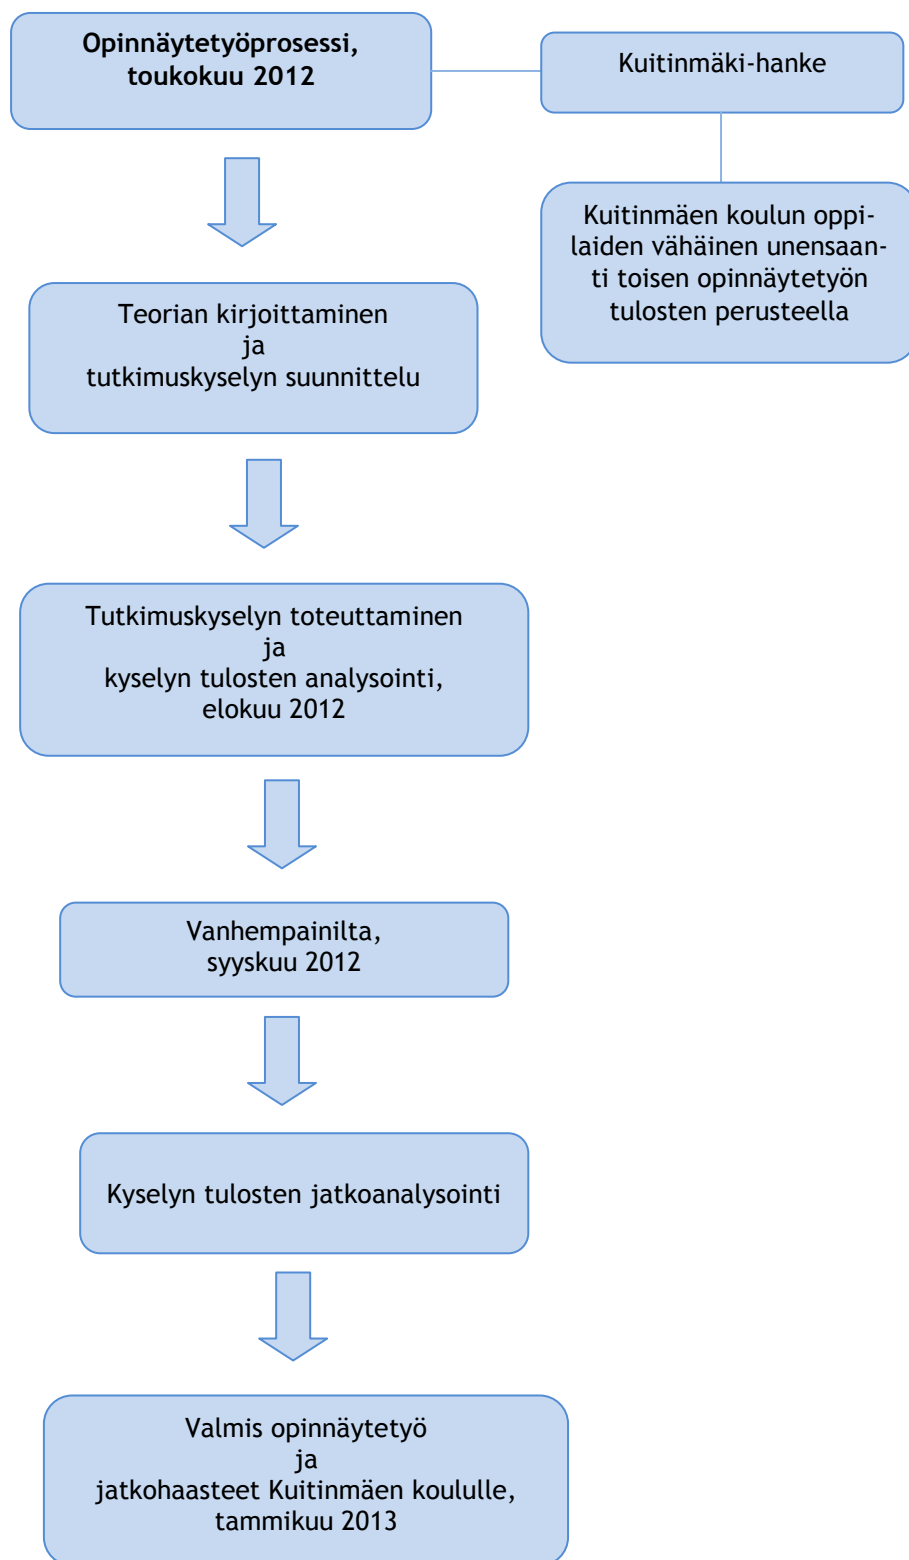 Opinnäytetyöprosessi,
toukokuu 2012
Kuitinmäki-hanke
Kuitinmäen koulun oppi-
laiden vähäinen unensaan-
ti toisen opinnäytetyön
tulosten perusteella
Teorian kirjoittaminen
ja
tutkimuskyselyn suunnittelu
Tutkimuskyselyn toteuttaminen
ja
kyselyn tulosten analysointi,
elokuu 2012
Vanhempainilta,
syyskuu 2012
Kyselyn tulosten jatkoanalysointi
Valmis opinnäytetyö
ja
jatkohaasteet Kuitinmäen koululle,
tammikuu 2013